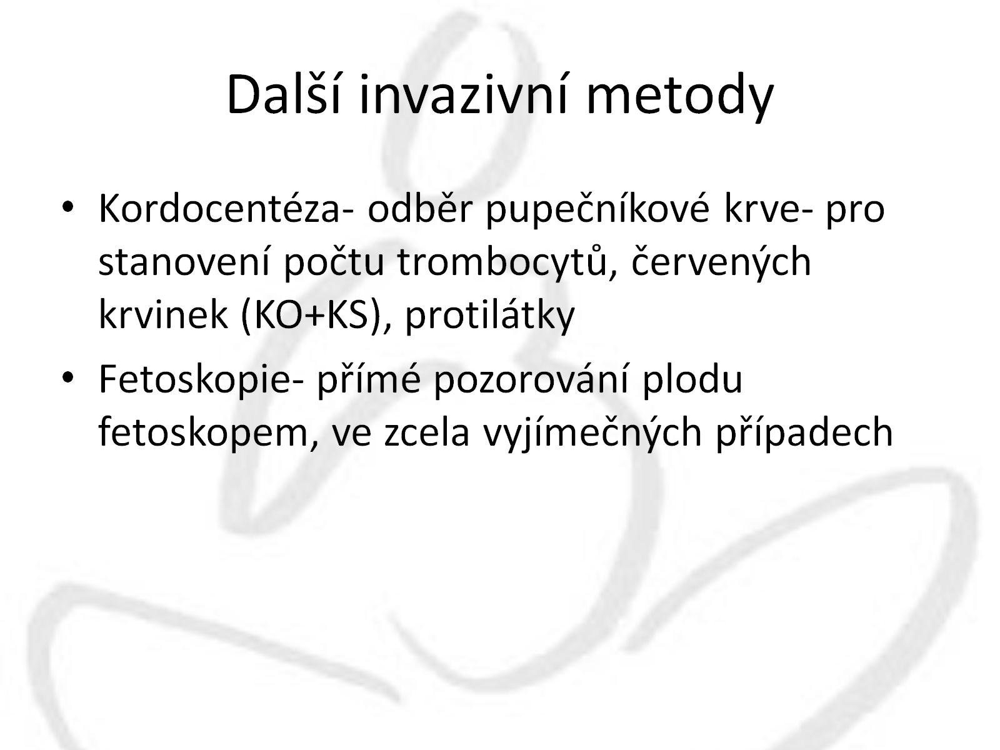 Další invazivní metody
• Kordocentéza- odběr pupečníkové krve- pro
stanovení počtu trombocytů, červených
krvinek (KO+KS), protilátky
• Fetoskopie- přímé pozorování plodu
fetoskopem, ve zcela vyjímečných případech